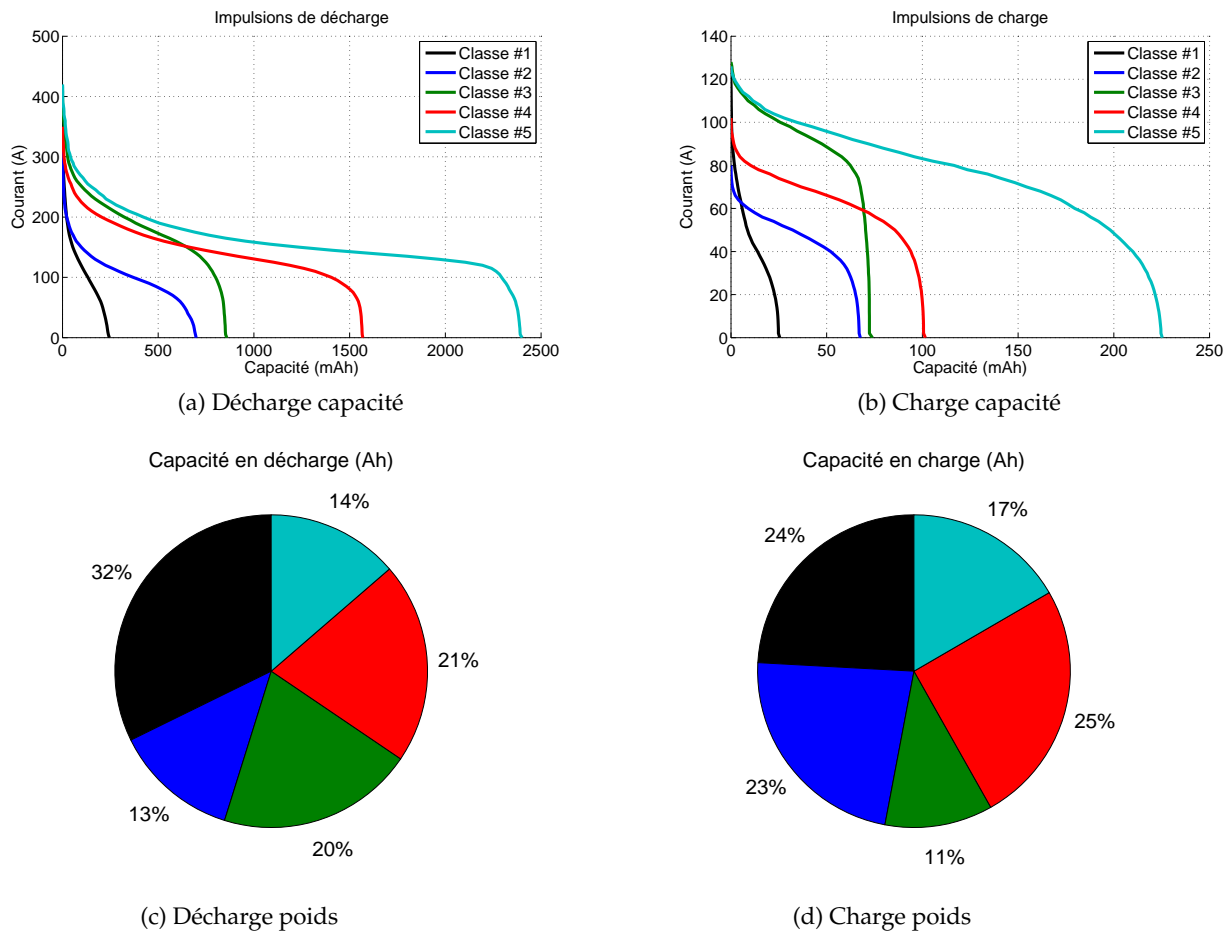 Impulsions de décharge
500
400
300
200
100
0
Courant (A)
0 500 1000 1500 2000 2500
Capacité (mAh)
Classe #1
Classe #2
Classe #3
Classe #4
Classe #5
(a) Décharge capacité
Impulsions de charge
140
120
100
80
60
40
20
0
Courant (A)
0 50 100 150 200 250
Capacité (mAh)
Classe #1
Classe #2
Classe #3
Classe #4
Classe #5
(b) Charge capacité
Capacité en décharge (Ah)
14%
32%
21%
13%
20%
(c) Décharge poids
Capacité en charge (Ah)
17%
24%
25%
23%
11%
(d) Charge poids